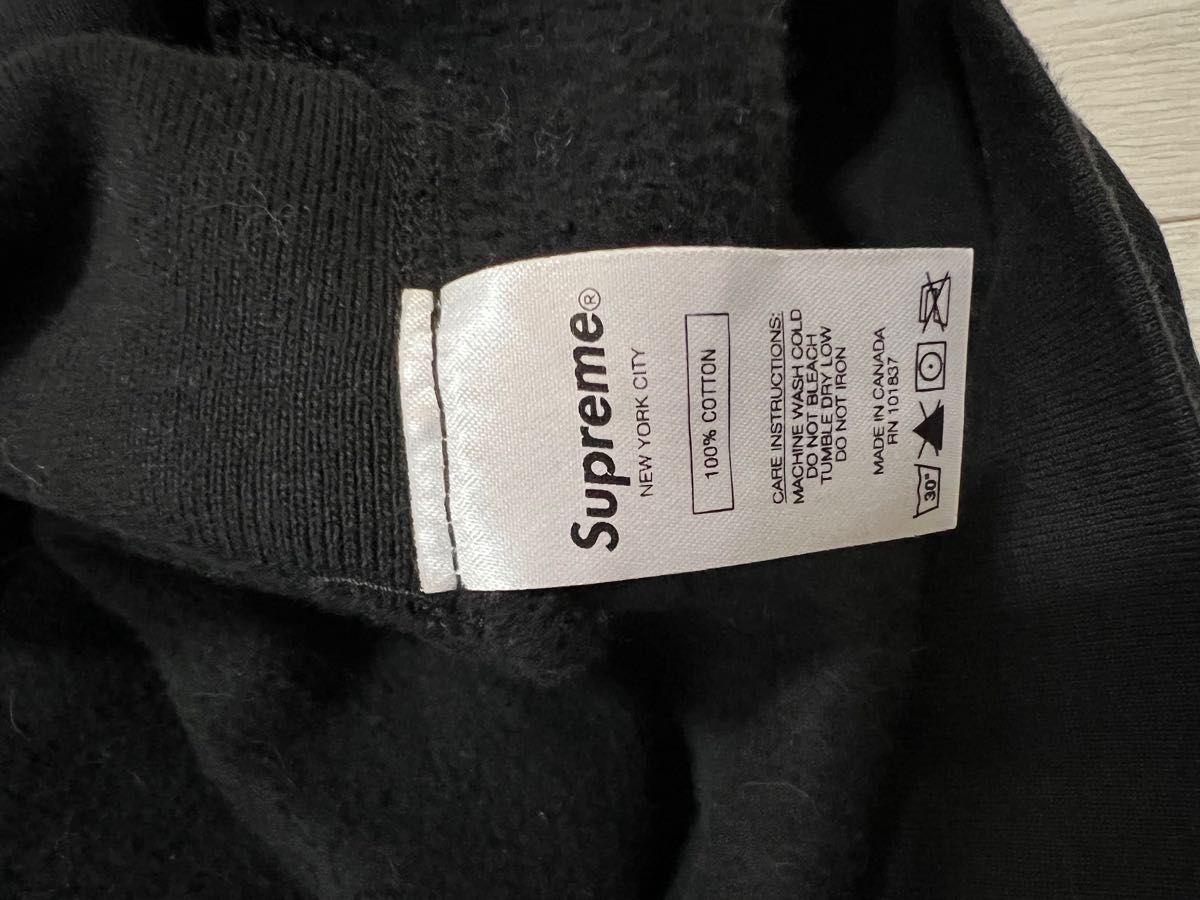 Supreme®
NEW YORK CITY
100% COTTON
CARE INSTRUCTIONS:
MACHINE WASH COLD
DO NOT BLEACH
TUMBLE DRY LOW
DO NOT IRON
MADE IN CANADA
RN 101837
30°